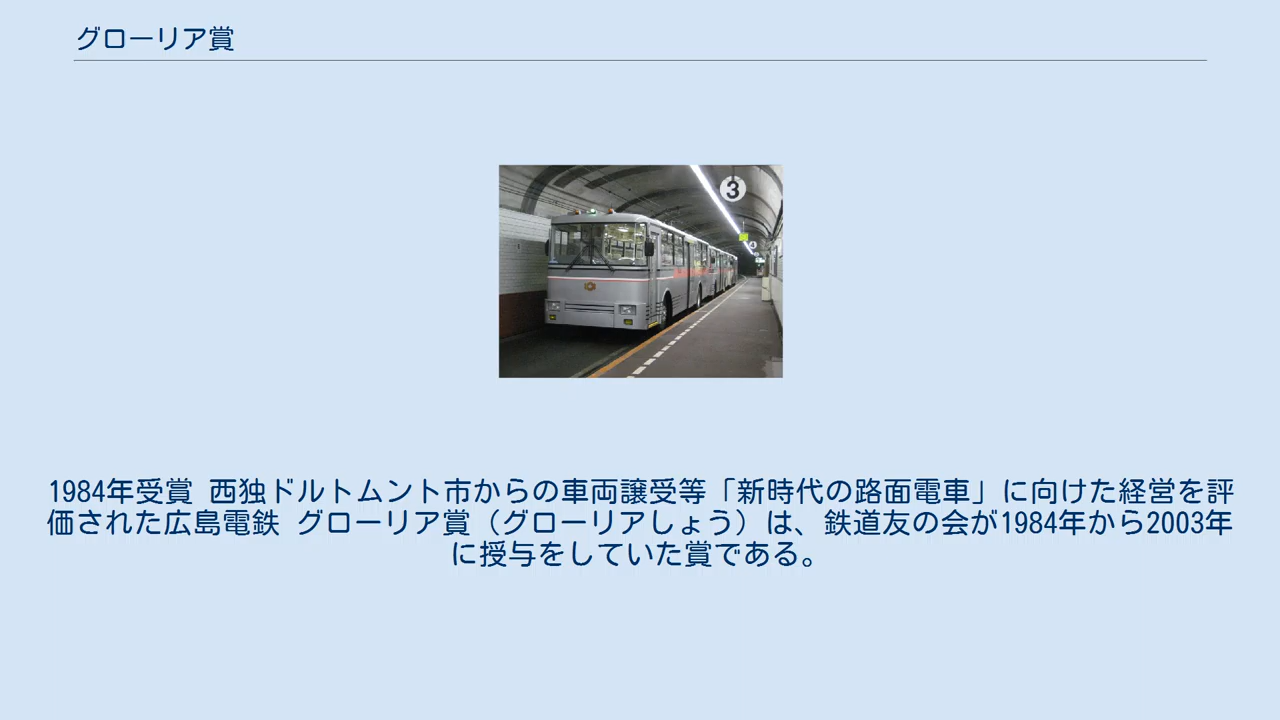 グローリア賞
3
4
1984年受賞 西独ドルトムント市からの車両譲受等「新時代の路面電車」に向けた経営を評
価された広島電鉄 グローリア賞（グローリアしょう）は、鉄道友の会が1984年から2003年
に授与をしていた賞である。